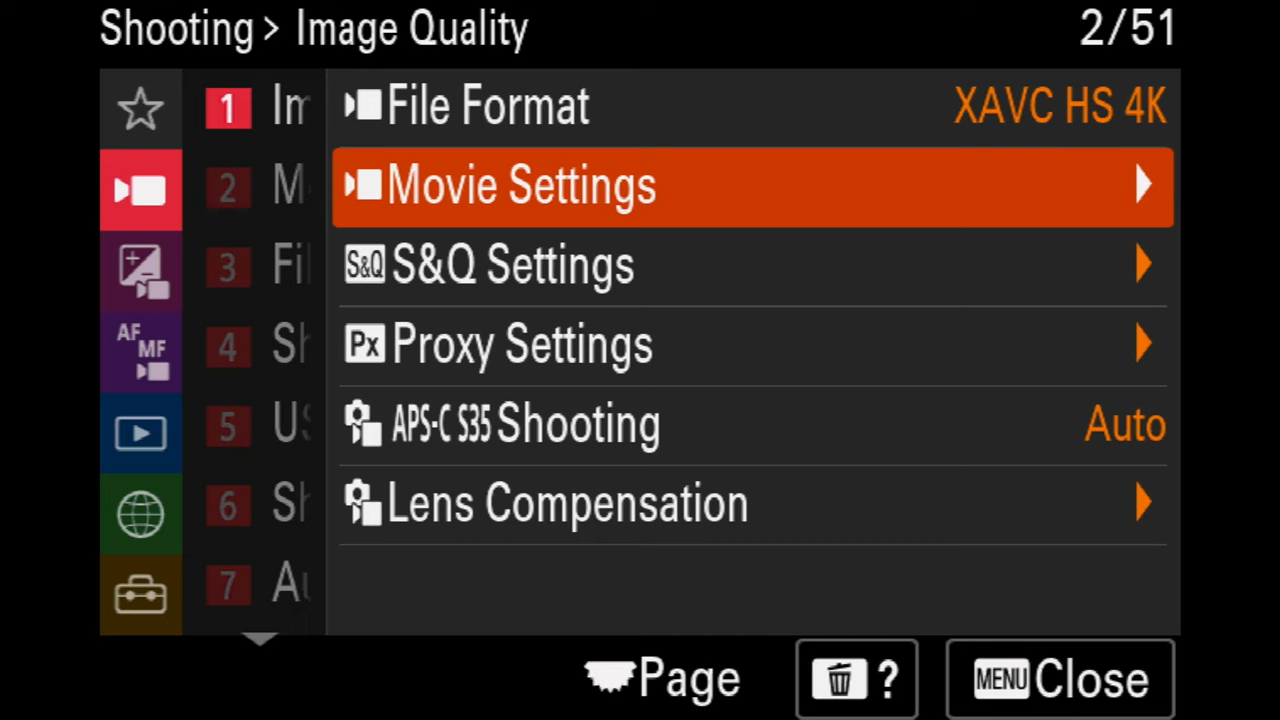 Shooting > Image Quality 2/51
1 Im
2 M
3 Fi
4 Sh
5 US
6 Sh
7 Au
AF MF
File Format XAVC HS 4K
Movie Settings
S&Q S&Q Settings
Px Proxy Settings
APS-C S35 Shooting Auto
Lens Compensation
Page ? MENU Close